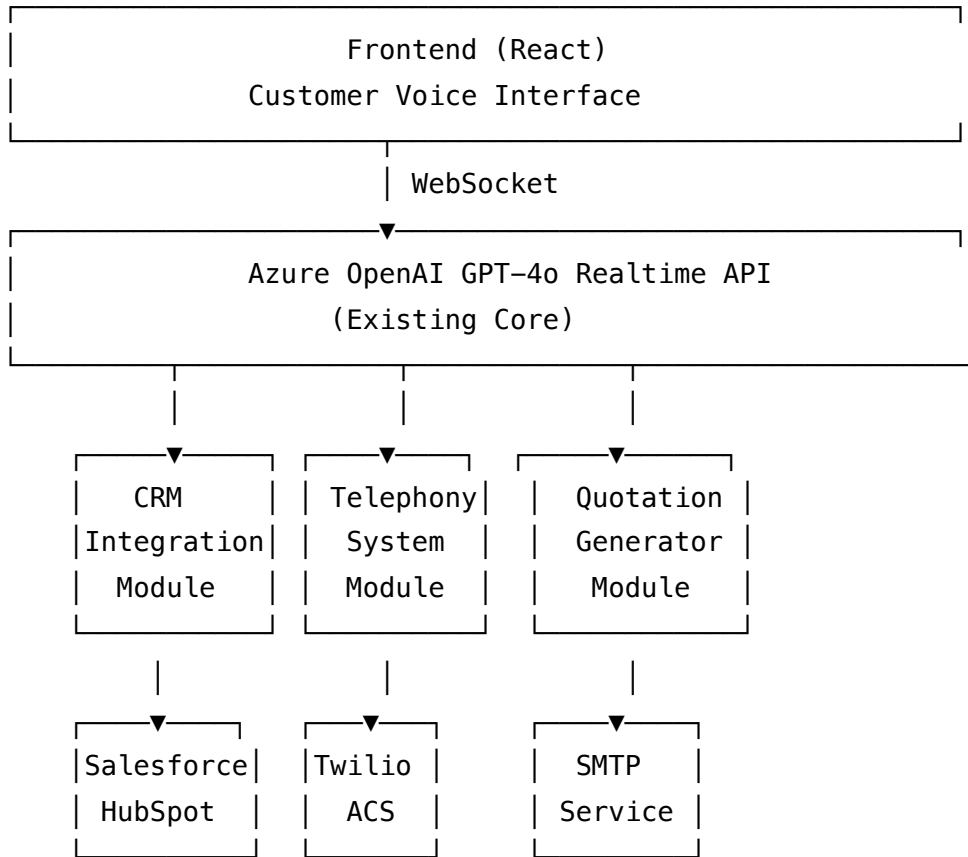 Frontend (React)
Customer Voice Interface
WebSocket
Azure OpenAI GPT-4o Realtime API
(Existing Core)
CRM
Integration
Module
Telephony
System
Module
Quotation
Generator
Module
Salesforce
HubSpot
Twilio
ACS
SMTP
Service